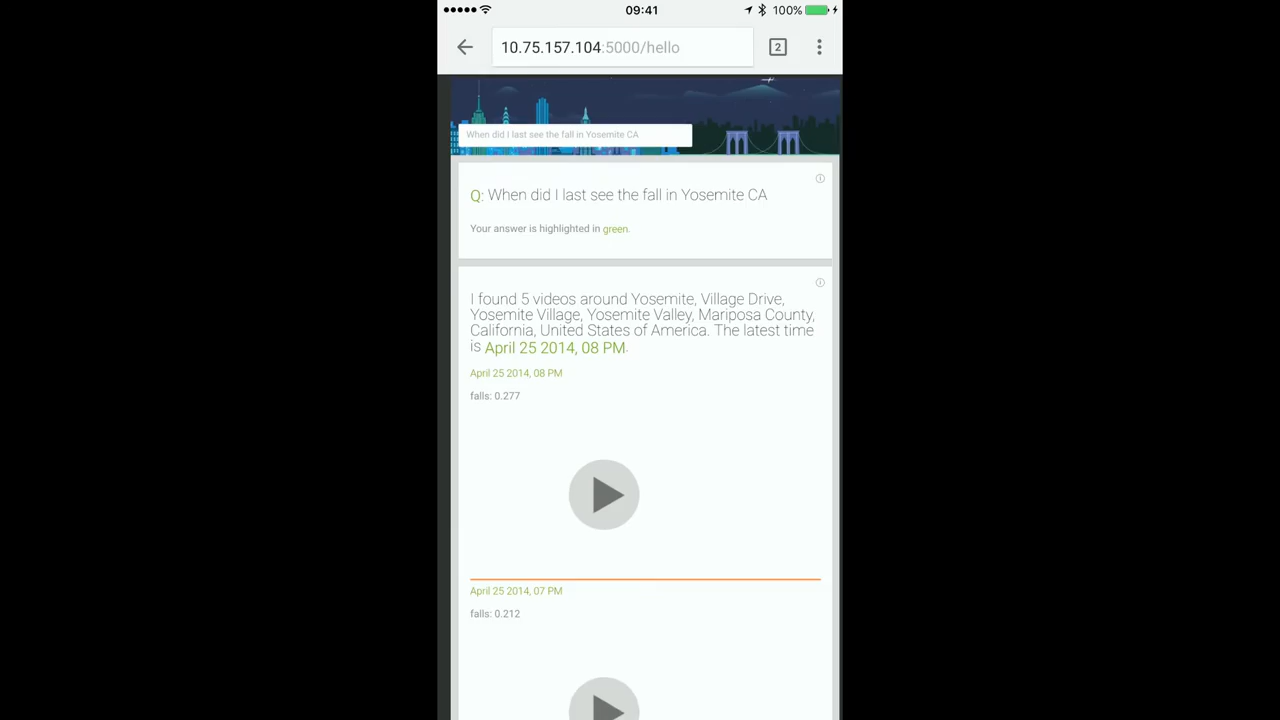 09:41
100%
10.75.157.104:5000/hello
2
When did I last see the fall in Yosemite CA
Q: When did I last see the fall in Yosemite CA
Your answer is highlighted in green.
I found 5 videos around Yosemite, Village Drive,
Yosemite Village, Yosemite Valley, Mariposa County,
California, United States of America. The latest time
is April 25 2014, 08 PM.
April 25 2014, 08 PM
falls: 0.277
April 25 2014, 07 PM
falls: 0.212